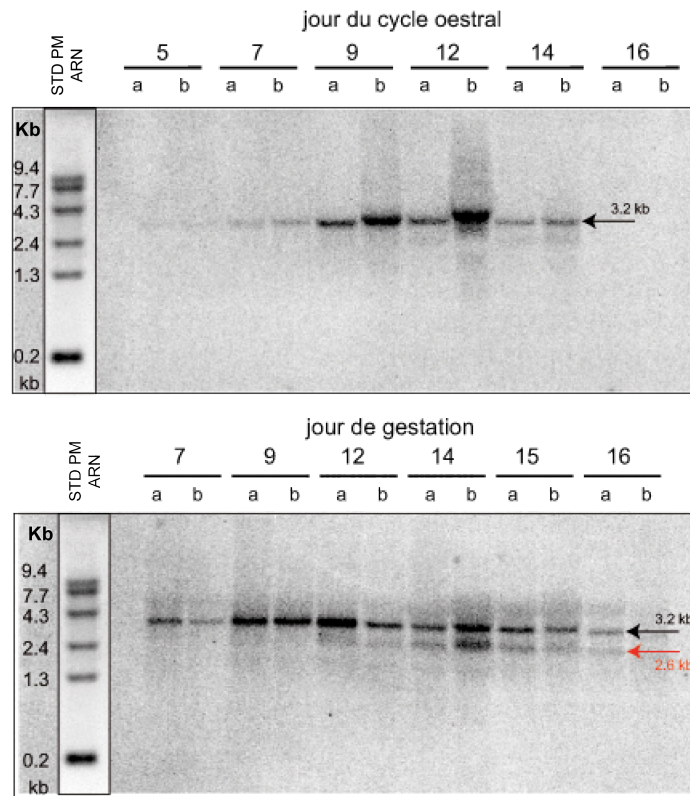 jour du cycle oestral
STD PM
ARN
5 7 9 12 14 16
a b a b a b a b a b a b
Kb
9.4
7.7
4.3
2.4
1.3
0.2
kb
3.2 kb
jour de gestation
STD PM
ARN
7 9 12 14 15 16
a b a b a b a b a b a b
Kb
9.4
7.7
4.3
2.4
1.3
0.2
kb
3.2 kb
2.6 kb